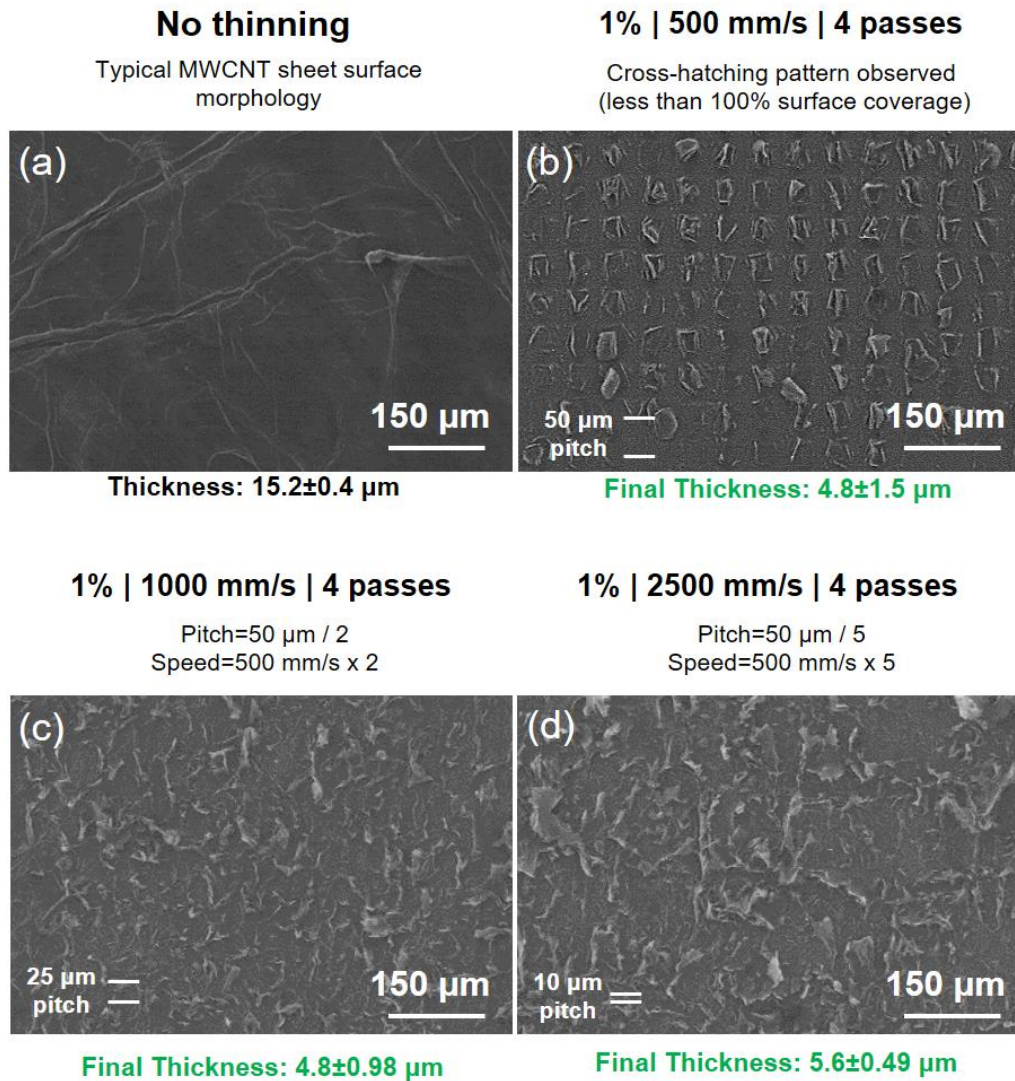 No thinning
Typical MWCNT sheet surface
morphology
1% | 500 mm/s | 4 passes
Cross-hatching pattern observed
(less than 100% surface coverage)
(a)
150 µm
Thickness: 15.2±0.4 µm
(b)
50 µm
pitch
150 µm
Final Thickness: 4.8±1.5 µm
1% | 1000 mm/s | 4 passes
Pitch=50 µm / 2
Speed=500 mm/s x 2
1% | 2500 mm/s | 4 passes
Pitch=50 µm / 5
Speed=500 mm/s x 5
(c)
25 µm
pitch
150 µm
Final Thickness: 4.8±0.98 µm
(d)
10 µm
pitch
150 µm
Final Thickness: 5.6±0.49 µm